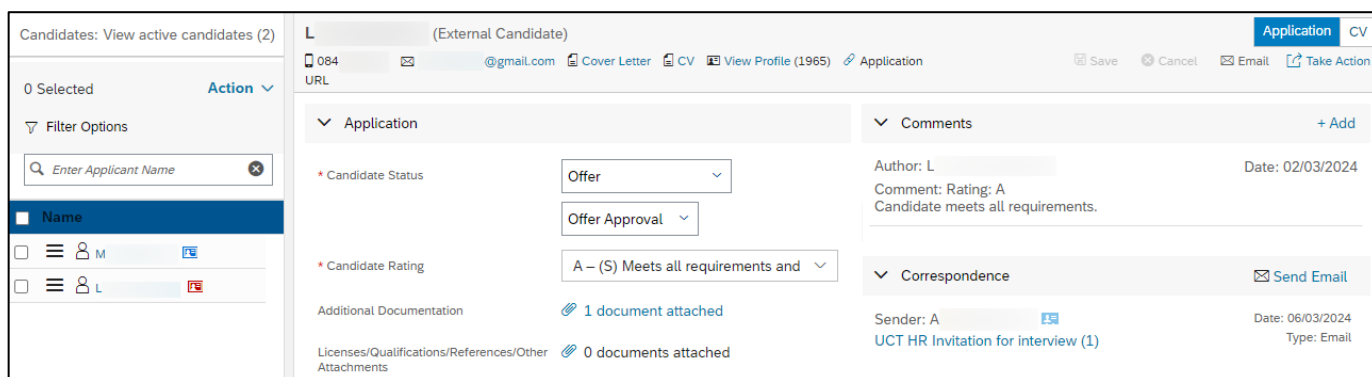 Candidates: View active candidates (2)
0 Selected Action
Filter Options
Enter Applicant Name
Name
M
L
L (External Candidate)
Application CV
084 @gmail.com Cover Letter CV View Profile (1965) Application
URL
Save Cancel Email Take Action
Application
* Candidate Status Offer
Offer Approval
* Candidate Rating A – (S) Meets all requirements and
Additional Documentation 1 document attached
Licenses/Qualifications/References/Other 0 documents attached
Attachments
Comments + Add
Author: L Date: 02/03/2024
Comment: Rating: A
Candidate meets all requirements.
Correspondence Send Email
Sender: A Date: 06/03/2024
UCT HR Invitation for interview (1) Type: Email